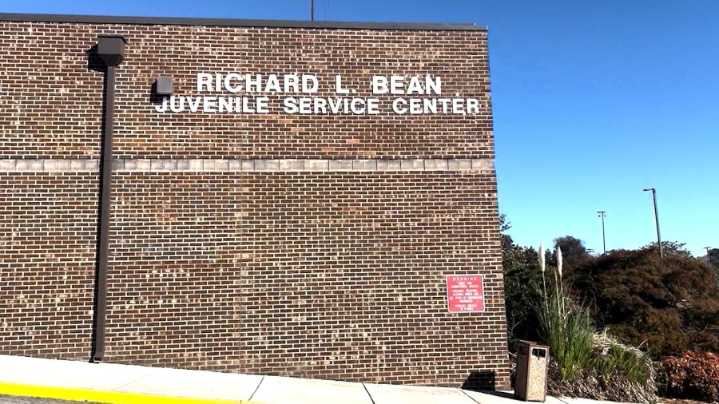 RICHARD L. BEAN
JUVENILE SERVICE CENTER